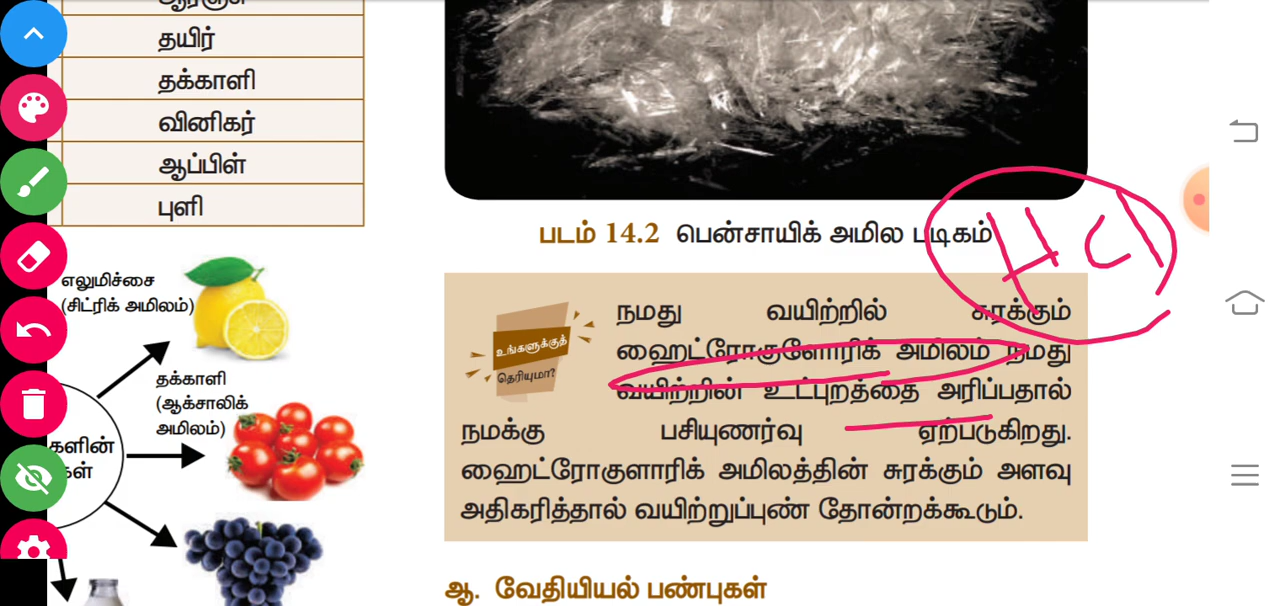 தயிர்
தக்காளி
வினிகர்
ஆப்பிள்
புளி
எலுமிச்சை
(சிட்ரிக் அமிலம்)
தக்காளி
(ஆக்சாலிக்
அமிலம்)
களின்
கள்
படம் 14.2 பென்சாயிக் அமில படிகம்
HCl
உங்களுக்குத்
தெரியுமா?
நமது வயிற்றில் சுரக்கும்
ஹைட்ரோகுளோரிக் அமிலம் நமது
வயிற்றின் உட்புறத்தை அரிப்பதால்
நமக்கு பசியுணர்வு ஏற்படுகிறது.
ஹைட்ரோகுளாரிக் அமிலத்தின் சுரக்கும் அளவு
அதிகரித்தால் வயிற்றுப்புண் தோன்றக்கூடும்.
ஆ. வேதியியல் பண்புகள்